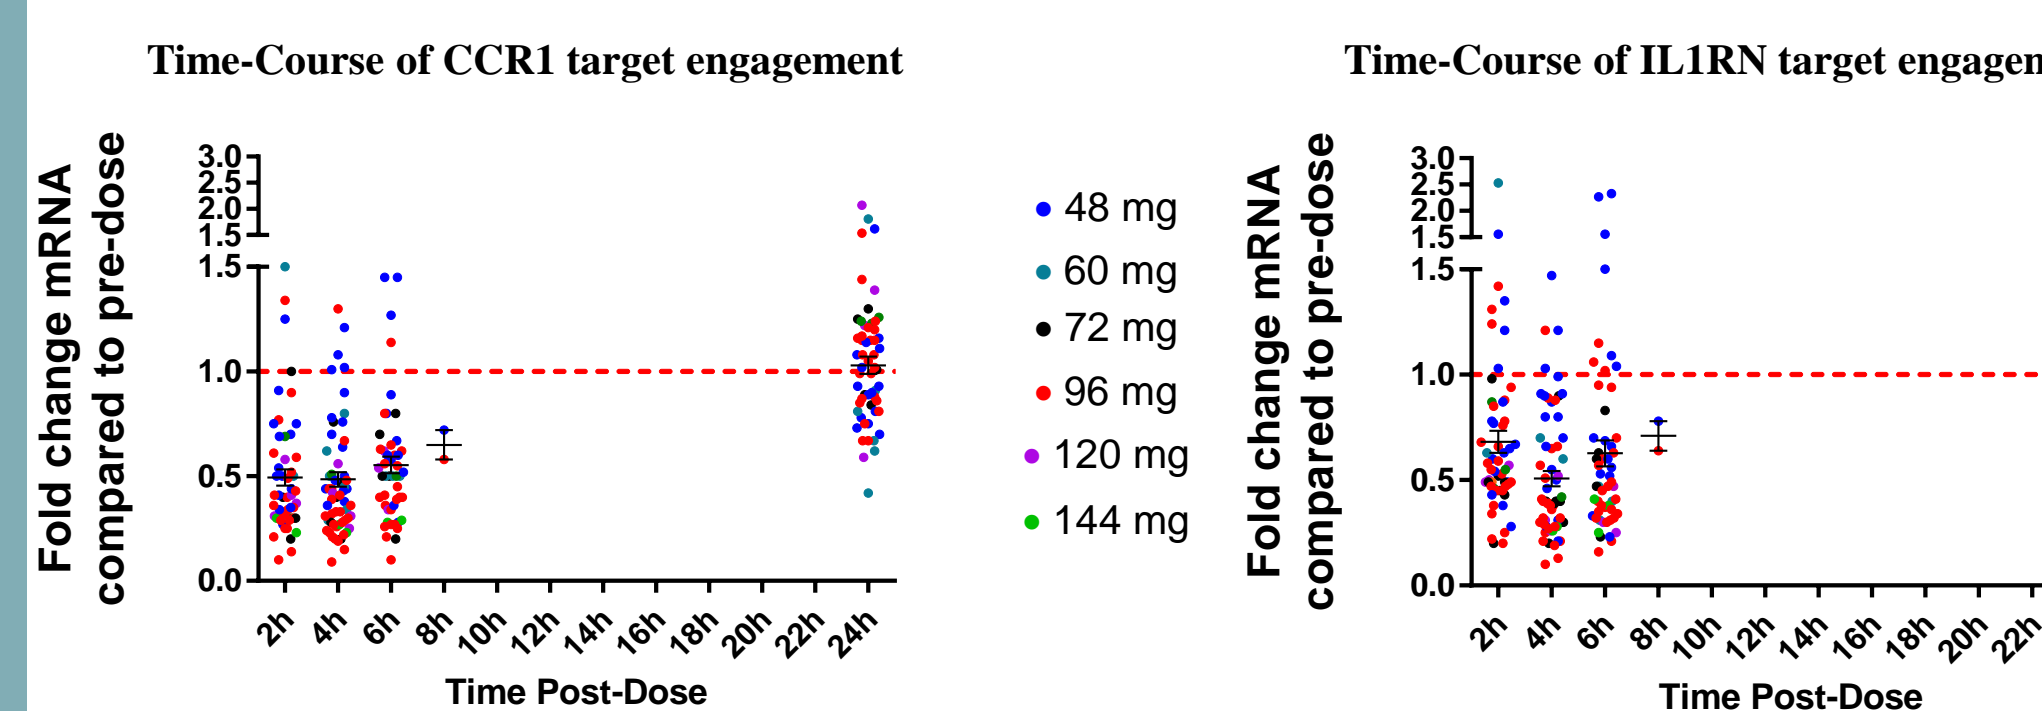 Time-Course of CCR1 target engagement
Fold change mRNA
compared to pre-dose
3.0
2.5
2.0
1.5
1.5
1.0
0.5
0.0
2h 4h 6h 8h 10h 12h 14h 16h 18h 20h 22h 24h
Time Post-Dose
48 mg
60 mg
72 mg
96 mg
120 mg
144 mg
Time-Course of IL1RN target engagen
Fold change mRNA
compared to pre-dose
3.0
2.5
2.0
1.5
1.5
1.0
0.5
0.0
2h 4h 6h 8h 10h 12h 14h 16h 18h 20h 22h
Time Post-Dose